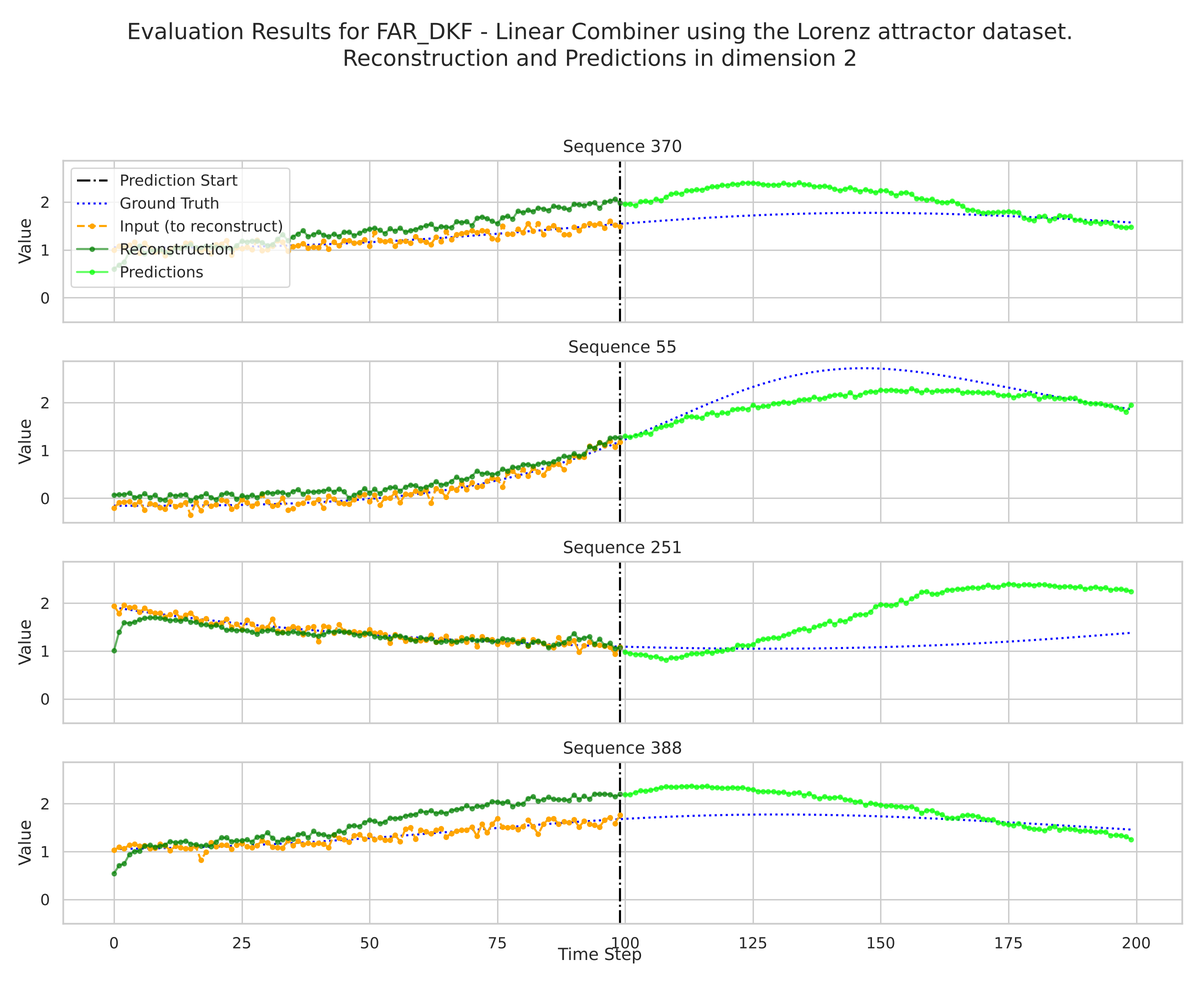 Evaluation Results for FAR_DKF - Linear Combiner using the Lorenz attractor dataset.
Reconstruction and Predictions in dimension 2
Sequence 370
Prediction Start
Ground Truth
Input (to reconstruct)
Reconstruction
Predictions
Value
2
1
0
Sequence 55
Value
2
1
0
Sequence 251
Value
2
1
0
Sequence 388
Value
2
1
0
0 25 50 75 100 125 150 175 200
Time Step